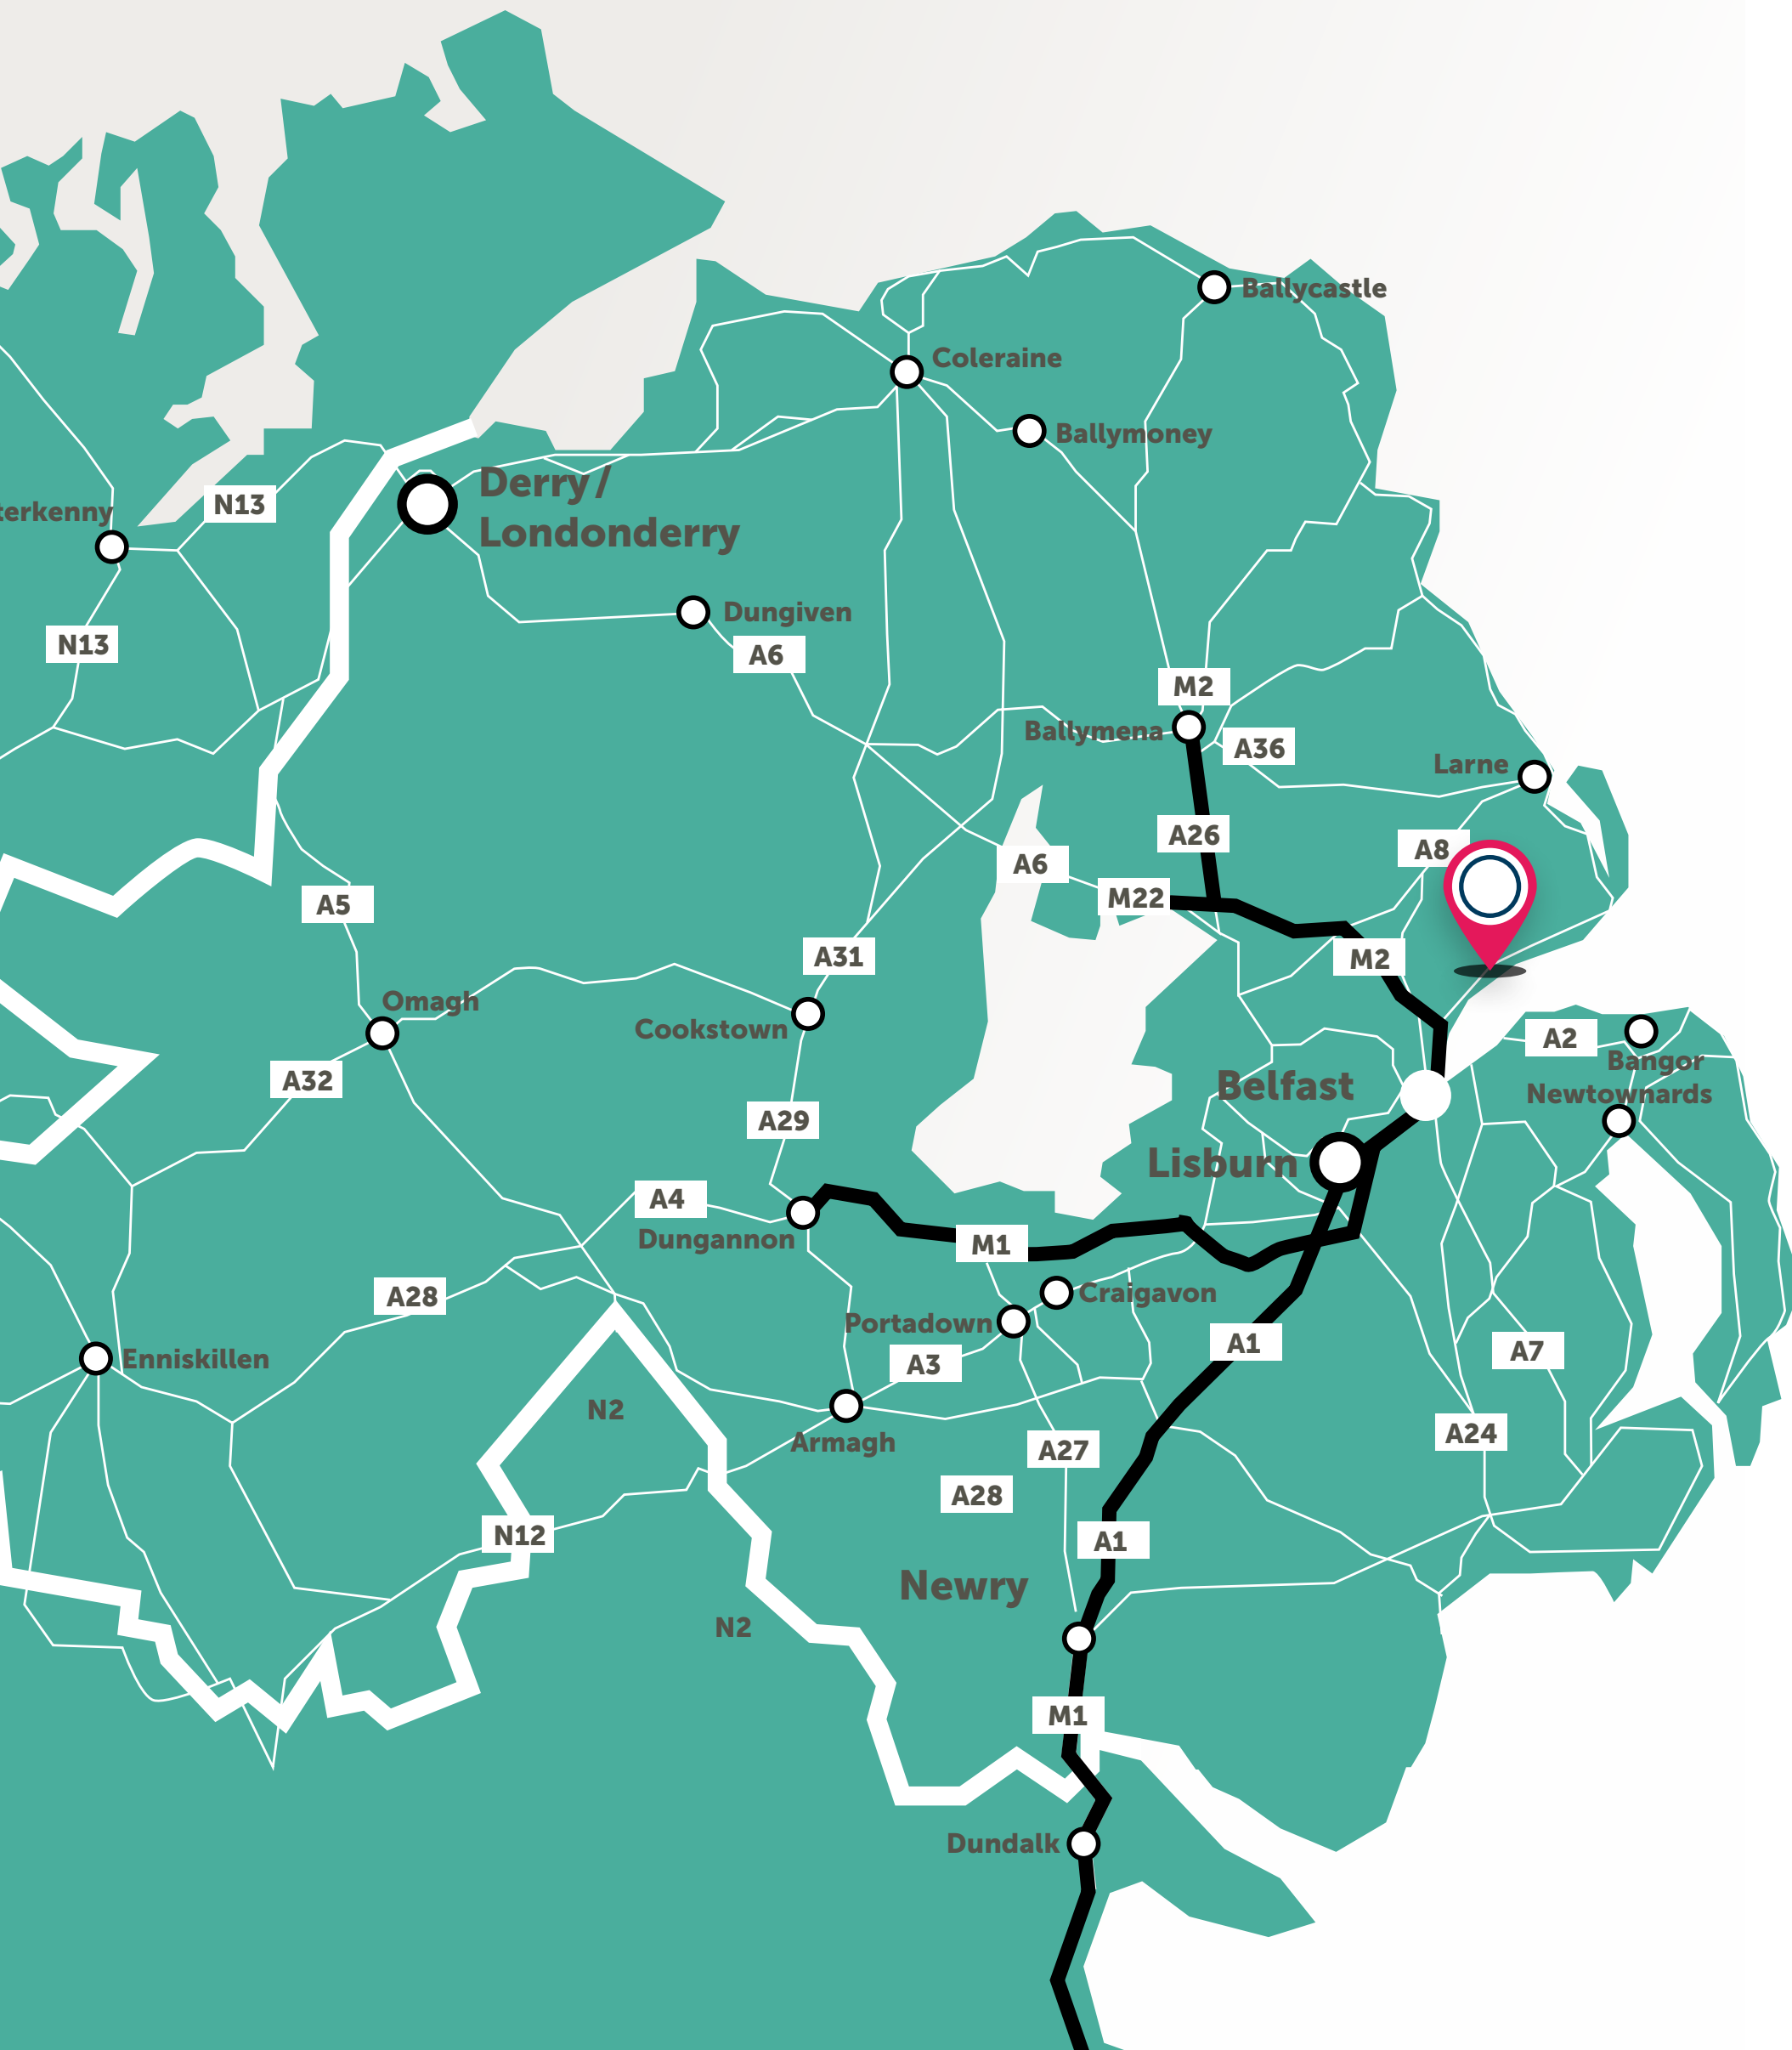 Ballycastle
Coleraine
Ballymoney
Derry/
Londonderry
N13
terkenny
Dungiven
N13
A6
M2
Ballymena
A36
Larne
A26
A8
A6
M22
A5
A31
M2
Omagh
Cookstown
A2
Bangor
A32
Belfast
Newtownards
A29
Lisburn
A4
Dungannon
M1
A28
Craigavon
Portadown
A1
A7
Enniskillen
A3
N2
Armagh
A27
A24
A28
N12
A1
Newry
N2
M1
Dundalk